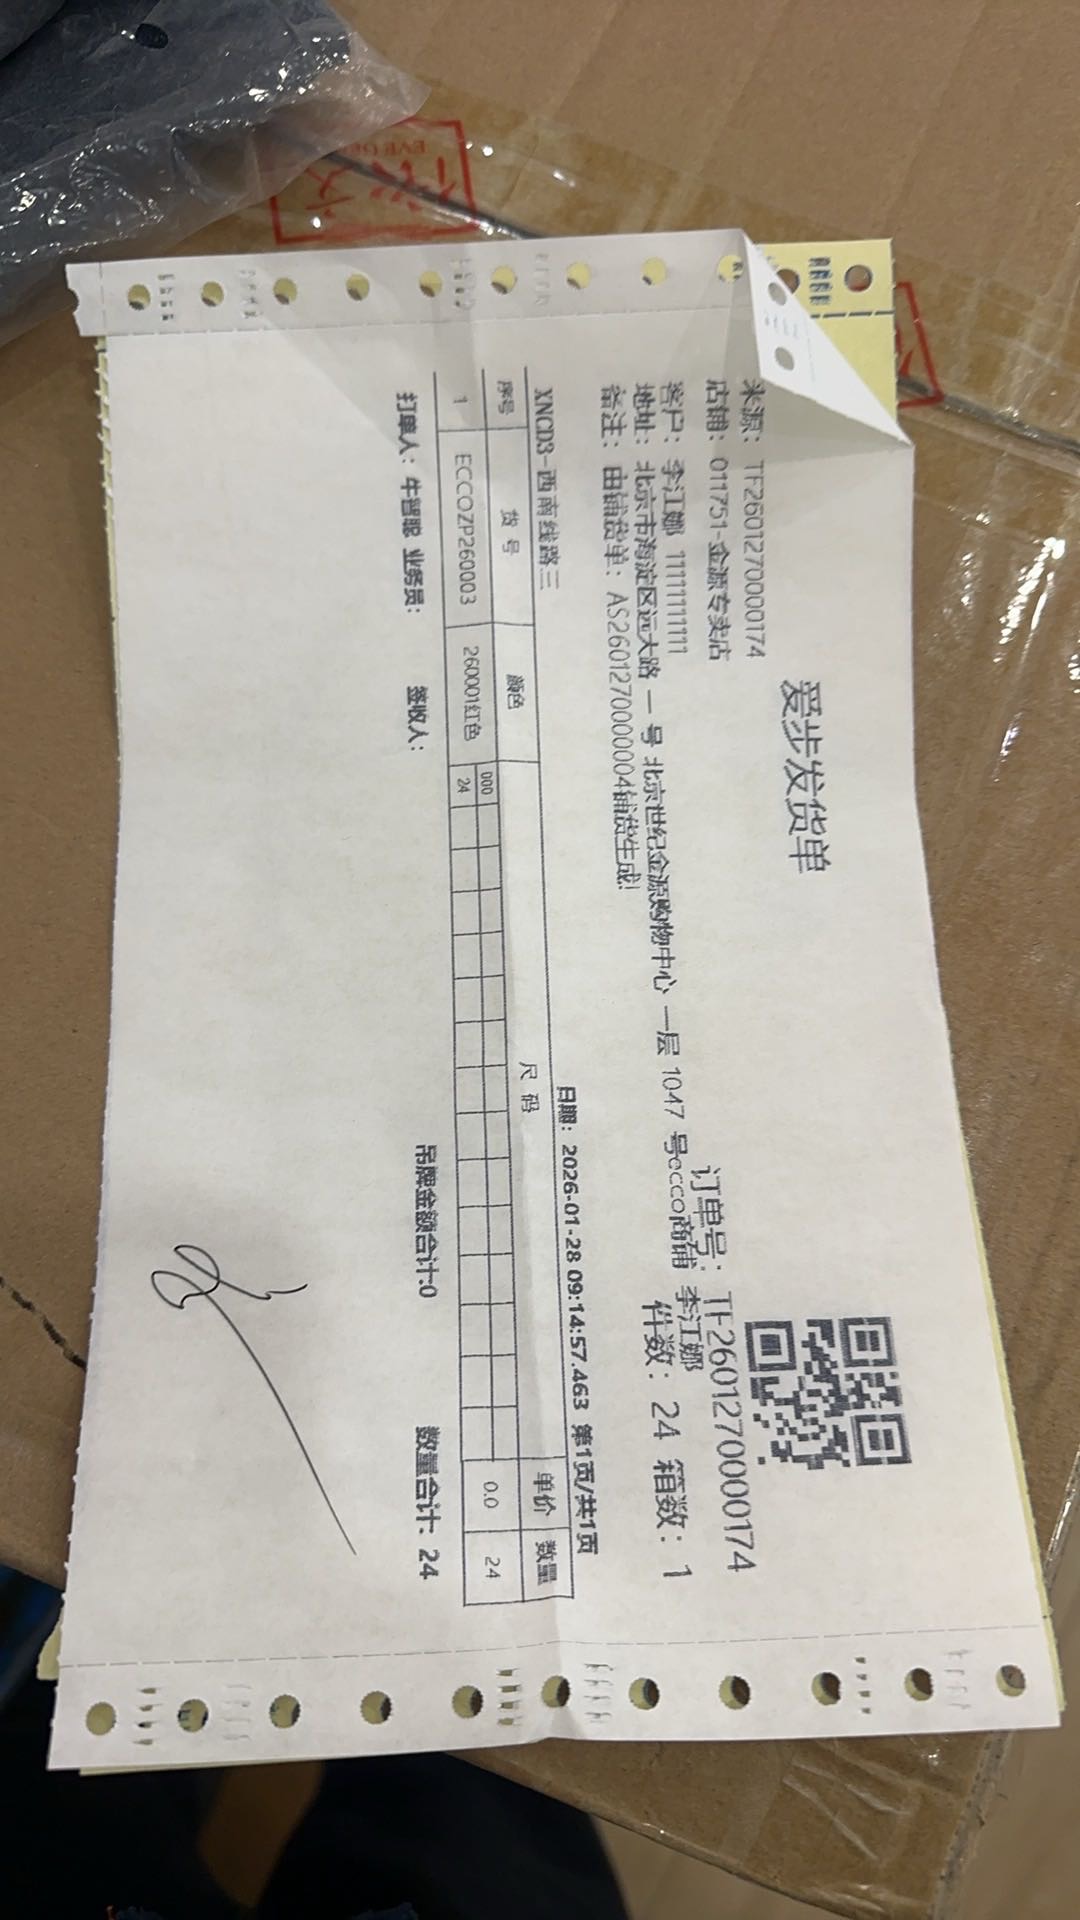 爱步发货单
来源：TF260127000174
店铺：011751-金源专卖店
订单号：TF260127000174
客户：李江娜 11111111111
件数：24 箱数：1
地址：北京市海淀区远大路 一 号 北京世纪金源购物中心 一层 1047 号ecco商铺 李江娜
备注：由铺货单：AS260127000004铺货生成!
XNCD3-西南线路三
日期：2026-01-28 09:14:57.463 第1页/共1页
序号 货号 颜色 尺码 单价 数量
000
1 ECCOZP260003 260001红色 24 0.0 24
打单人：牛智聪 业务员： 签收人： 吊牌金额合计:0 数量合计：24